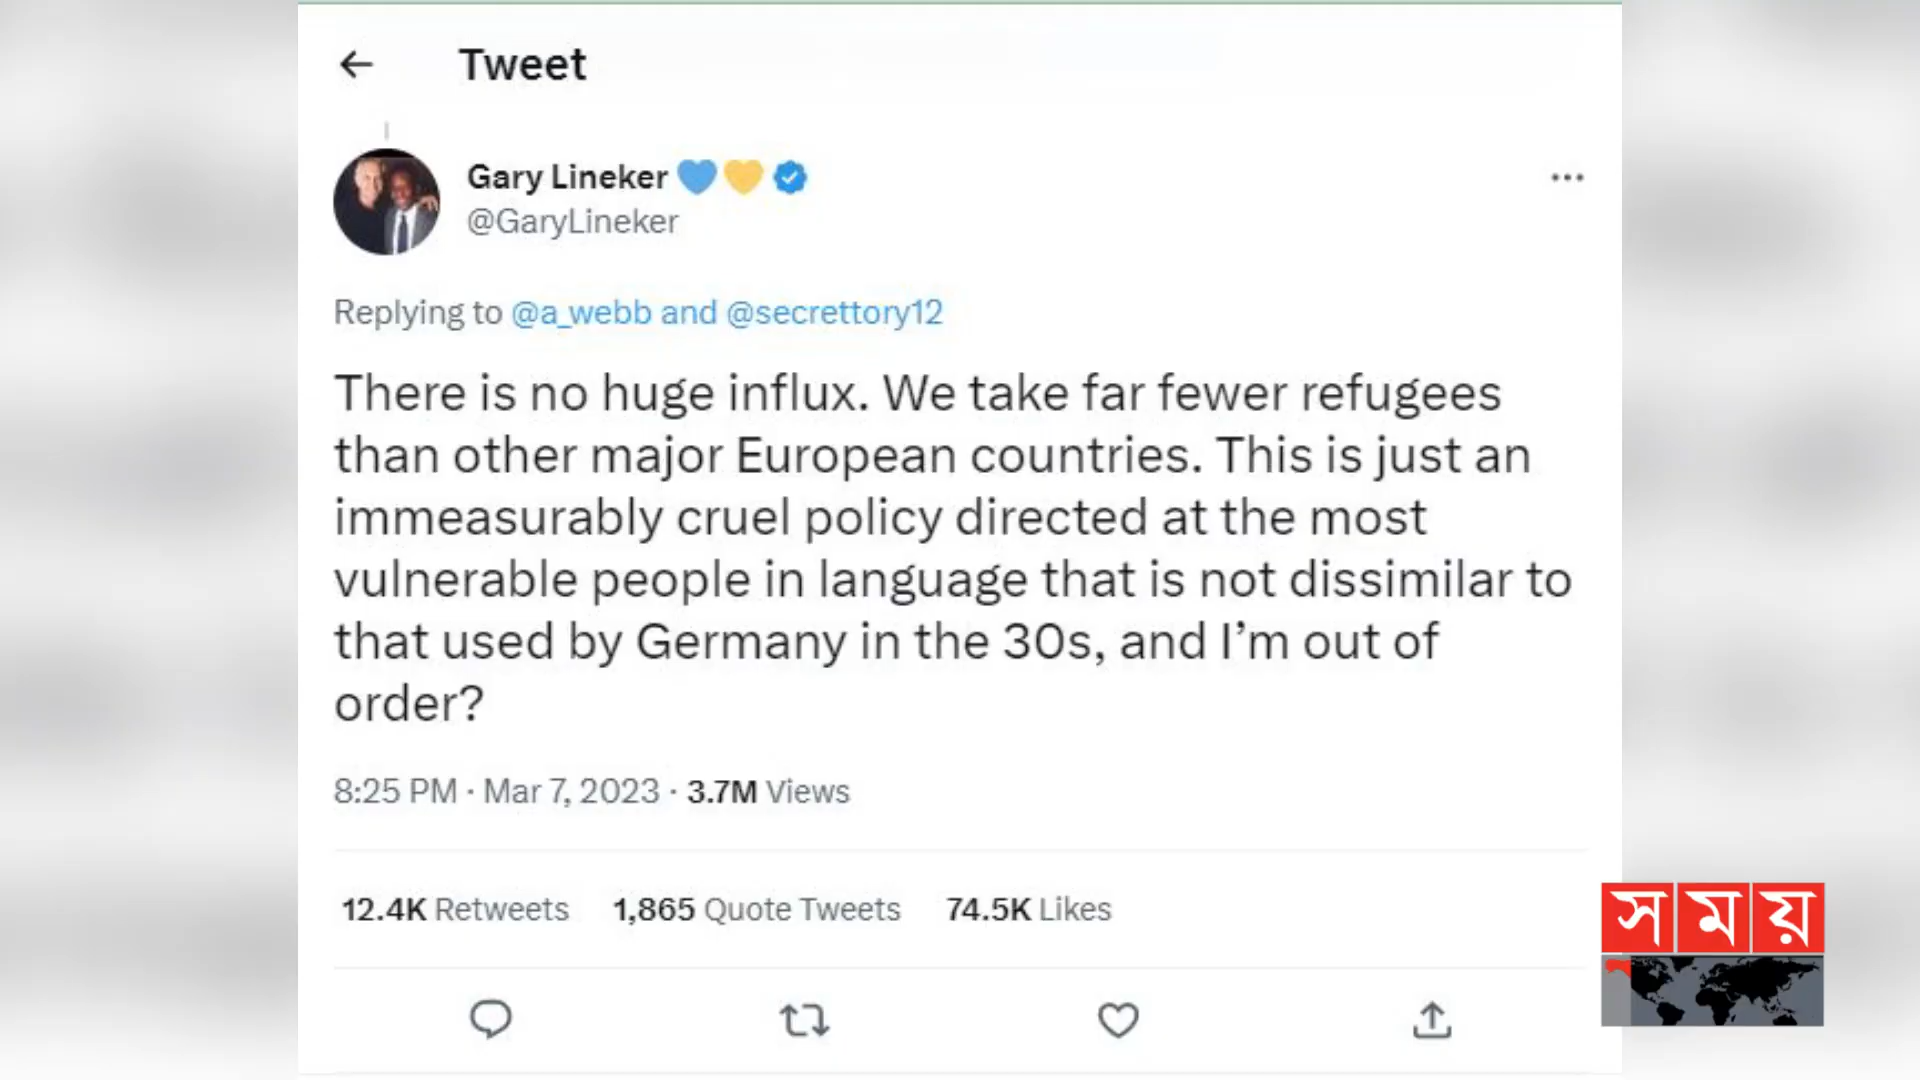 Tweet
Gary Lineker
@GaryLineker
Replying to @a_webb and @secrettory12
There is no huge influx. We take far fewer refugees
than other major European countries. This is just an
immeasurably cruel policy directed at the most
vulnerable people in language that is not dissimilar to
that used by Germany in the 30s, and I’m out of
order?
8:25 PM · Mar 7, 2023 · 3.7M Views
12.4K Retweets 1,865 Quote Tweets 74.5K Likes
সময়